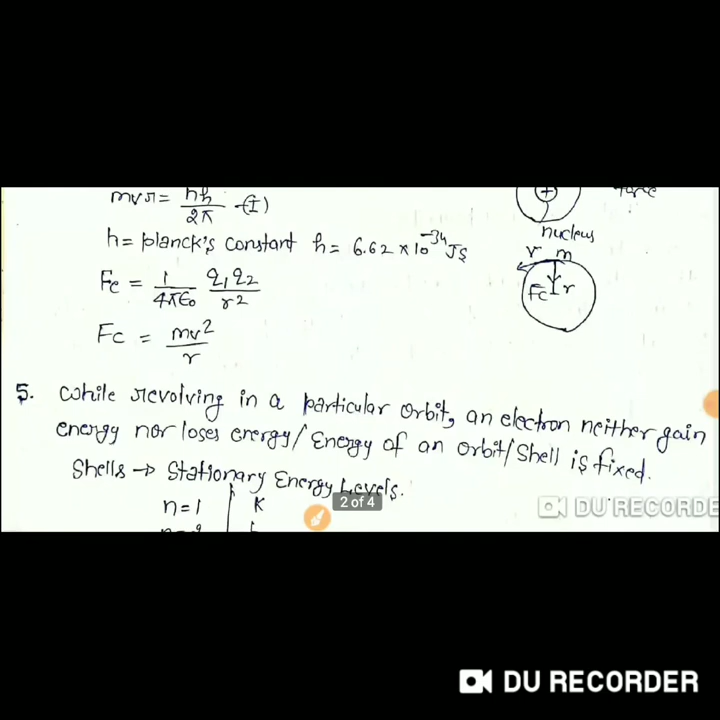 mvr = nh/2π -(I)
force
nucleus
h = planck's constant h = 6.62 × 10⁻³⁴ Js
v m
Fe = 1/4πε₀ q₁q₂/r²
Fc r
Fc = mv²/r
5. While revolving in a particular orbit, an electron neither gain
energy nor loses energy/ Energy of an orbit/Shell is fixed.
Shells → Stationary Energy Levels.
n=1 K
2 of 4
DU RECORDE
DU RECORDER